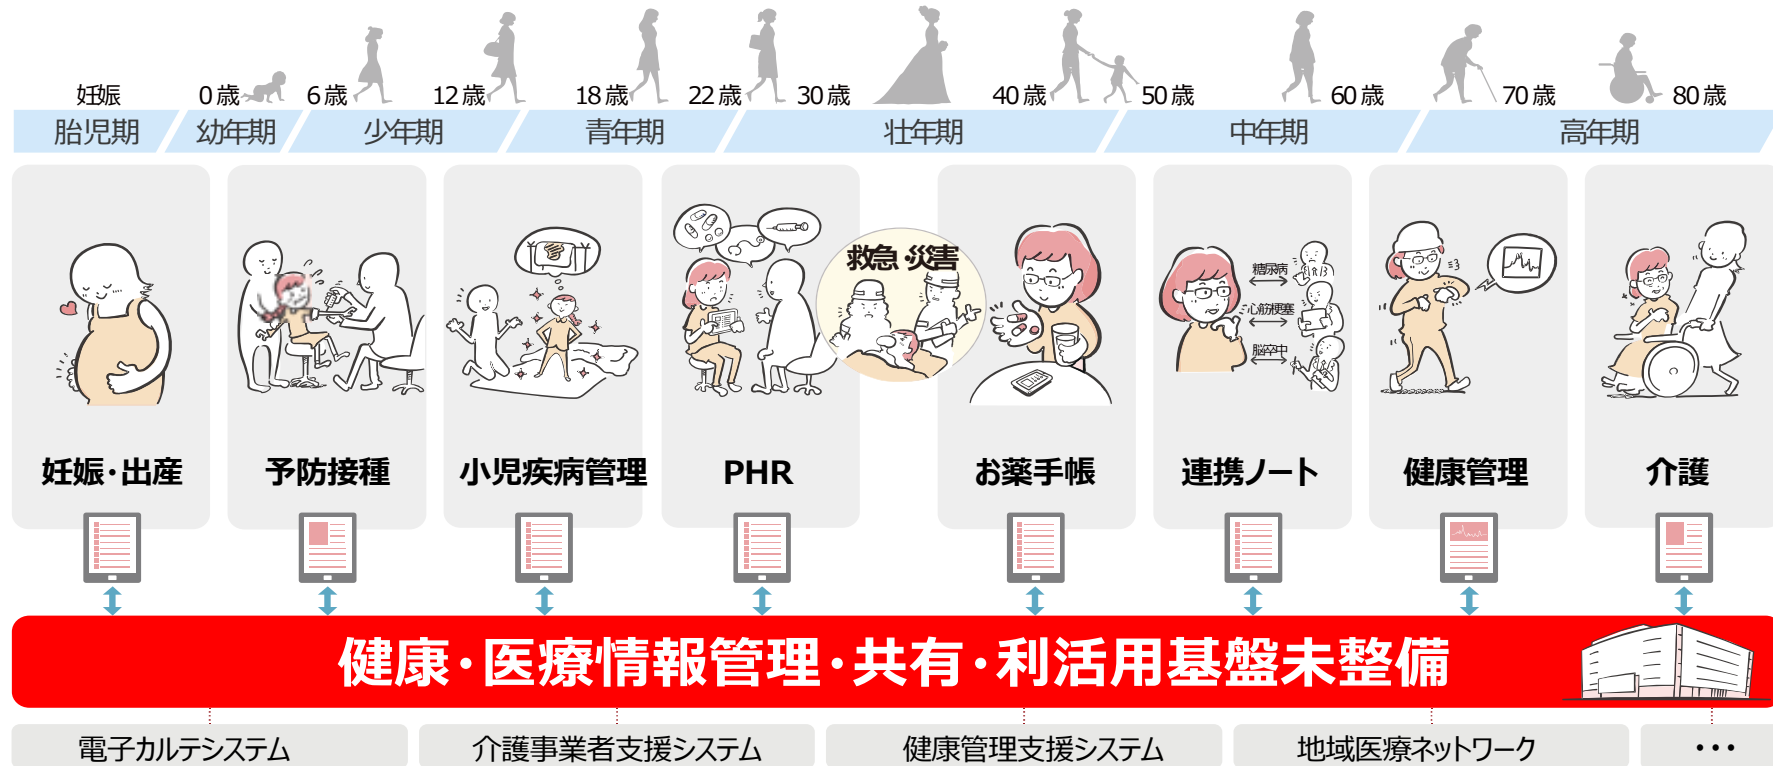 妊娠 0歳 6歳 12歳 18歳 22歳 30歳 40歳 50歳 60歳 70歳 80歳
胎児期 幼年期 少年期 青年期 壮年期 中年期 高年期
救急・災害
糖尿病
心筋梗塞
脳卒中
妊娠・出産 予防接種 小児疾病管理 PHR お薬手帳 連携ノート 健康管理 介護
健康・医療情報管理・共有・利活用基盤未整備
電子カルテシステム 介護事業者支援システム 健康管理支援システム 地域医療ネットワーク ・・・